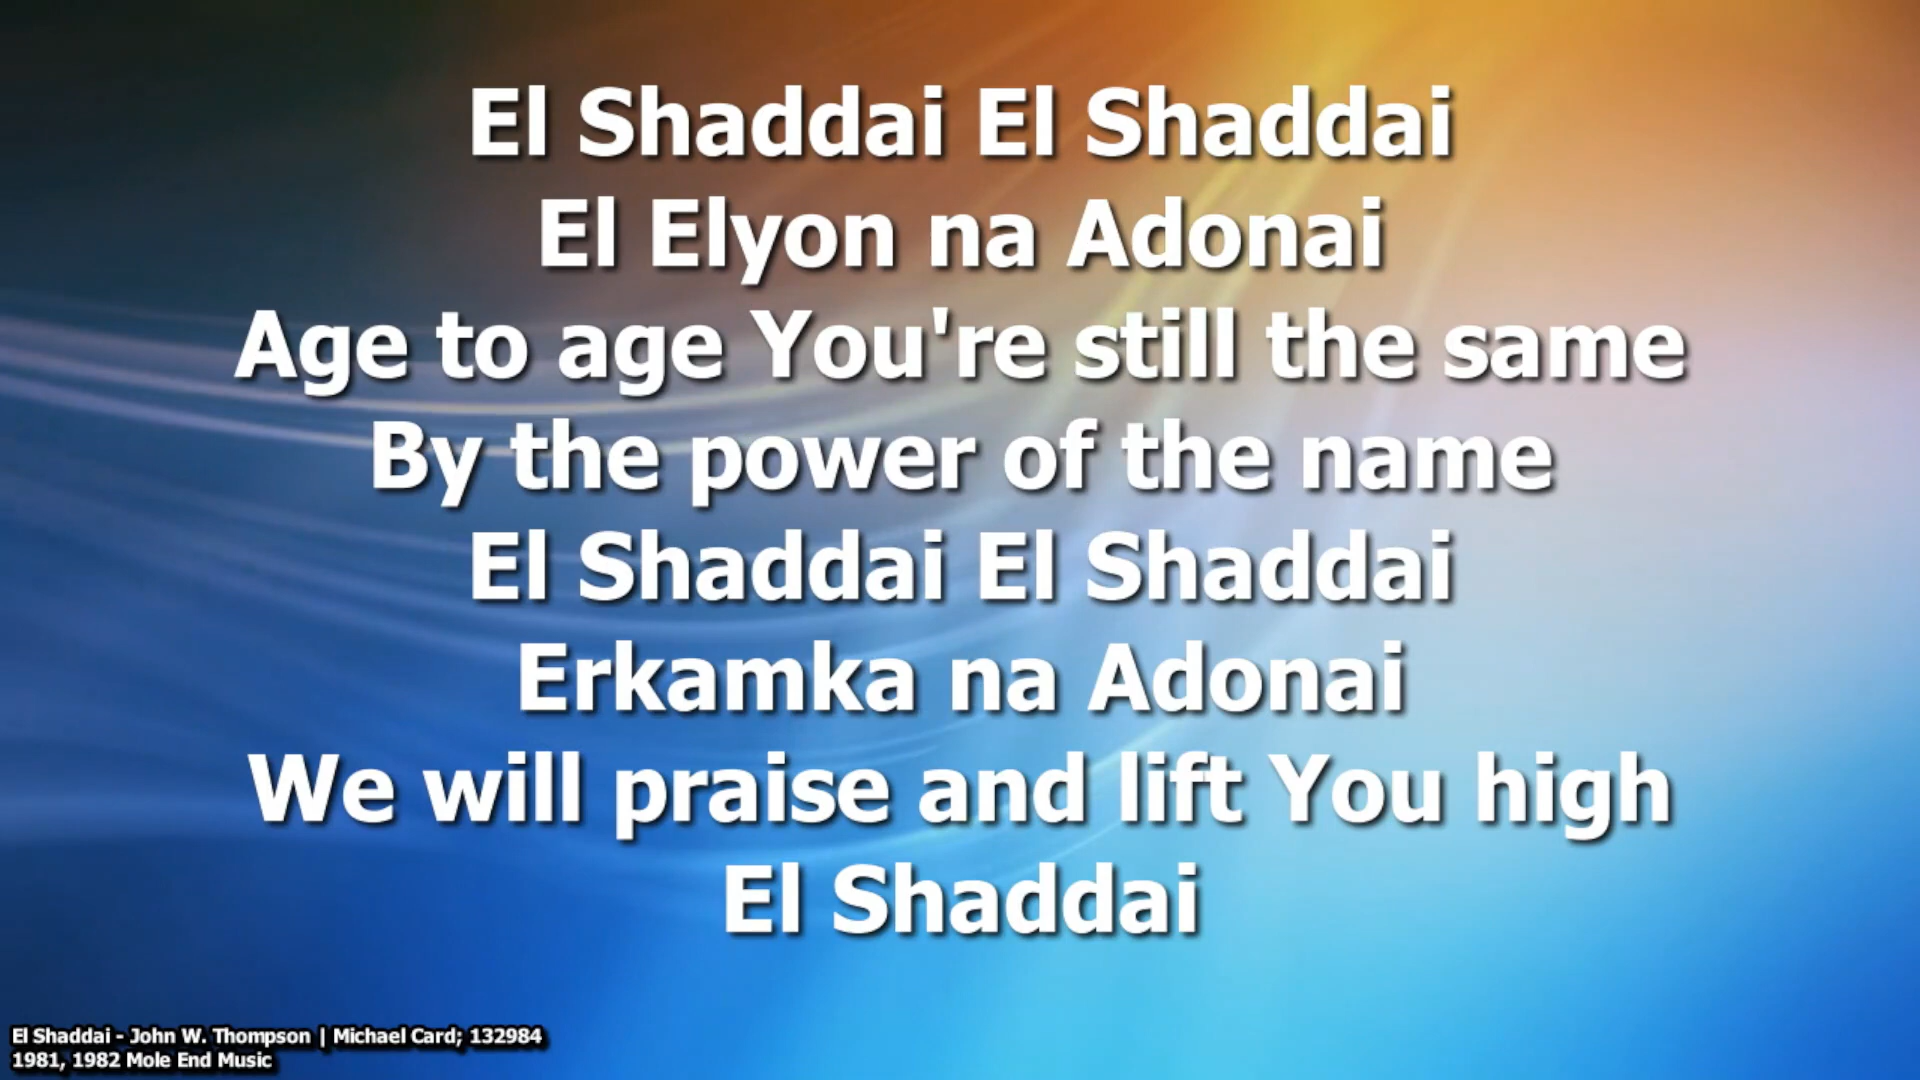 El Shaddai El Shaddai
El Elyon na Adonai
Age to age You're still the same
By the power of the name
El Shaddai El Shaddai
Erkamka na Adonai
We will praise and lift You high
El Shaddai
El Shaddai - John W. Thompson | Michael Card; 132984
1981, 1982 Mole End Music